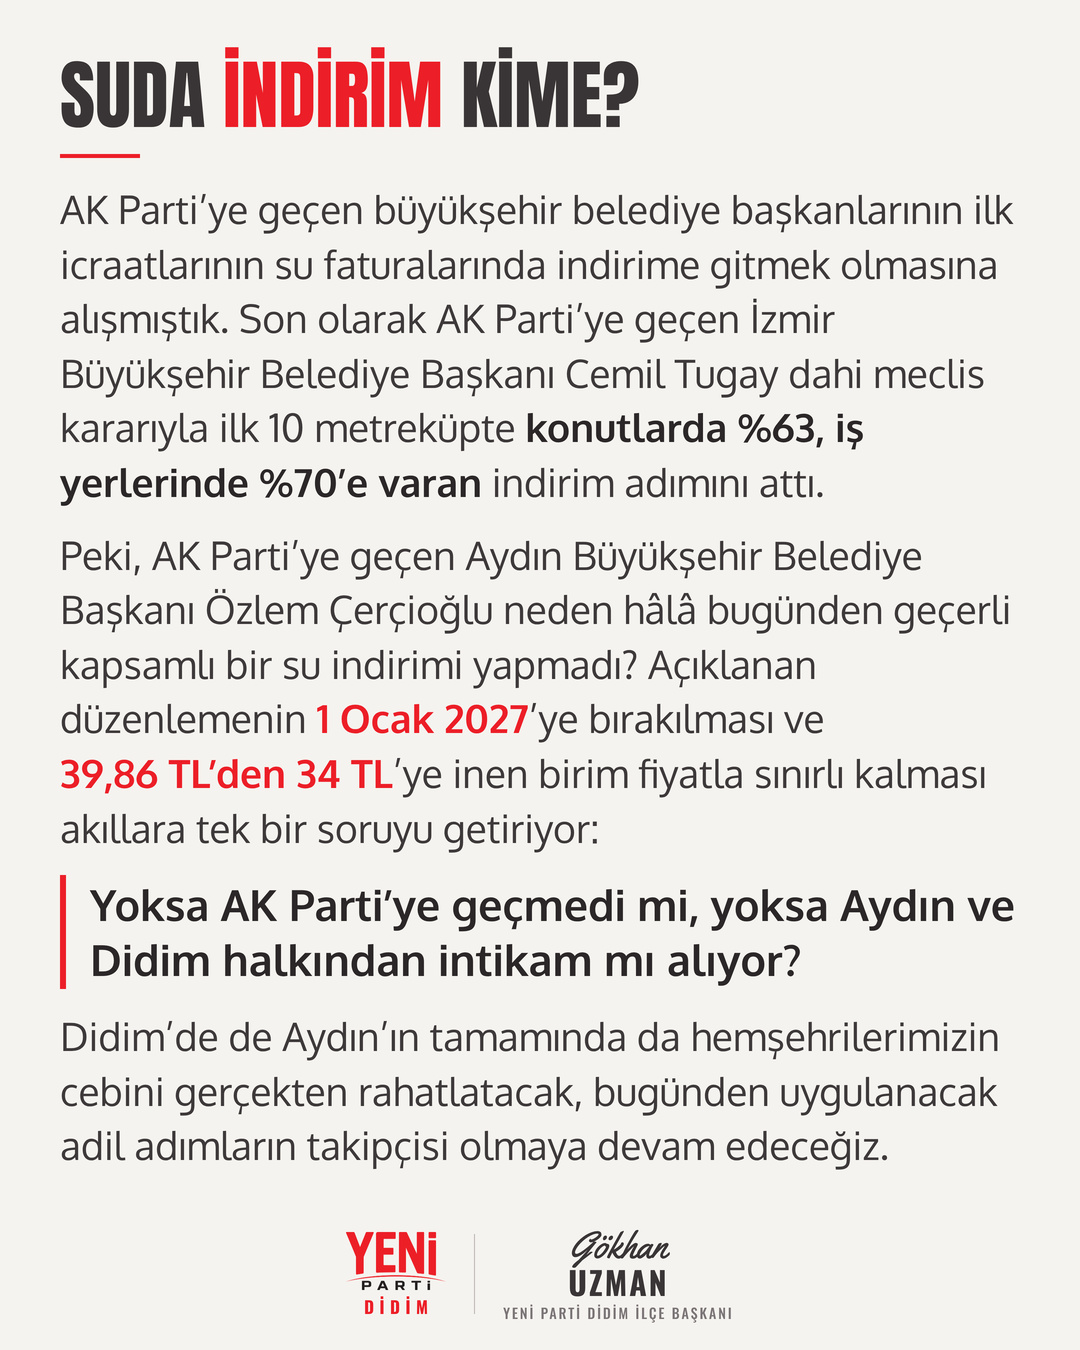 SUDA İNDİRİM KİME?
AK Parti’ye geçen büyükşehir belediye başkanlarının ilk
icraatlarının su faturalarında indirime gitmek olmasına
alışmıştık. Son olarak AK Parti’ye geçen İzmir
Büyükşehir Belediye Başkanı Cemil Tugay dahi meclis
kararıyla ilk 10 metreküpte konutlarda %63, iş
yerlerinde %70’e varan indirim adımını attı.
Peki, AK Parti’ye geçen Aydın Büyükşehir Belediye
Başkanı Özlem Çerçioğlu neden hâlâ bugünden geçerli
kapsamlı bir su indirimi yapmadı? Açıklanan
düzenlemenin 1 Ocak 2027’ye bırakılması ve
39,86 TL’den 34 TL’ye inen birim fiyatla sınırlı kalması
akıllara tek bir soruyu getiriyor:
Yoksa AK Parti’ye geçmedi mi, yoksa Aydın ve
Didim halkından intikam mı alıyor?
Didim’de de Aydın’ın tamamında da hemşehrilerimizin
cebini gerçekten rahatlatacak, bugünden uygulanacak
adil adımların takipçisi olmaya devam edeceğiz.
YENİ
PARTİ
DİDİM
Gökhan
UZMAN
YENİ PARTİ DİDİM İLÇE BAŞKANI